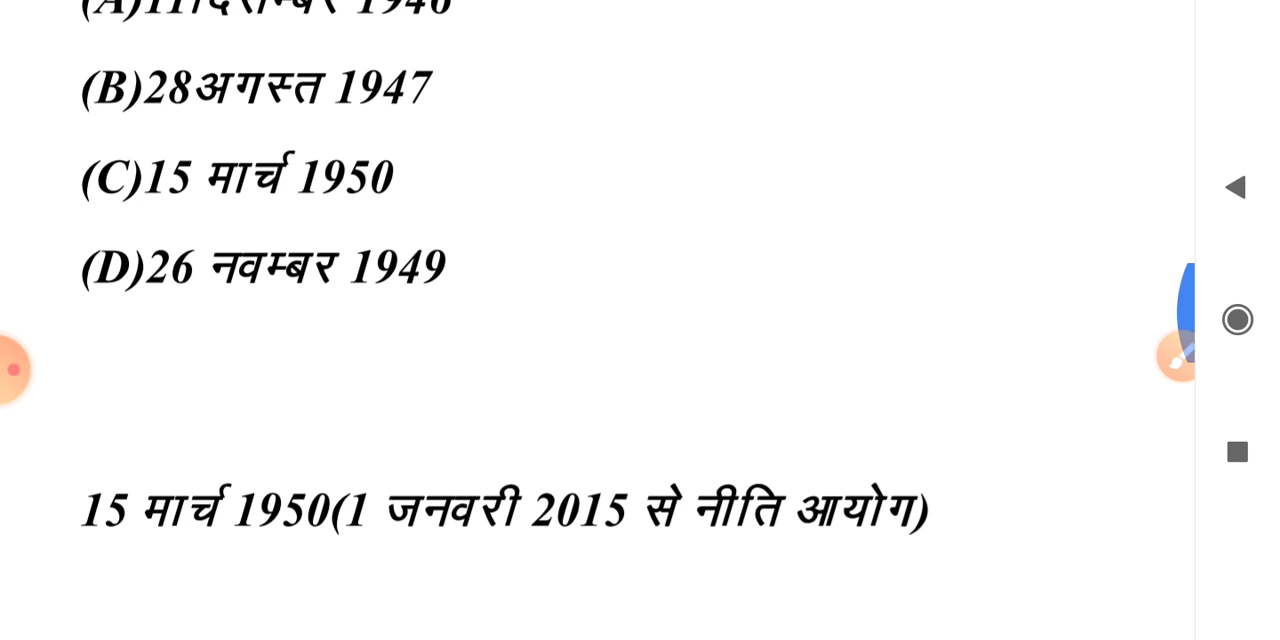 (B)28अगस्त 1947
(C)15 मार्च 1950
(D)26 नवम्बर 1949
15 मार्च 1950(1 जनवरी 2015 से नीति आयोग)